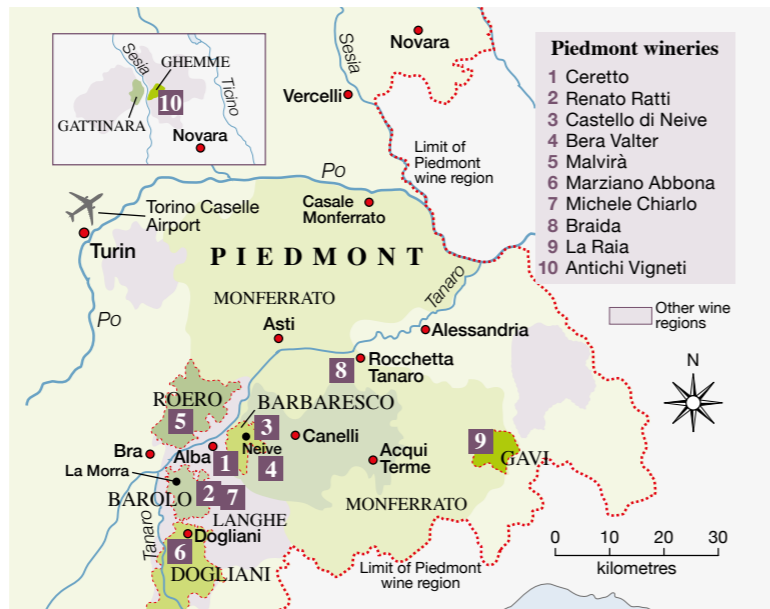 Sesia
GHEMME
Ticino
10
GATTINARA
Novara
Novara
Sesia
Vercelli
Limit of
Piedmont
wine region
Po
Torino Caselle
Airport
Turin
Casale
Monferrato
PIEDMONT
MONFERRATO
Tanaro
Po
Asti
Alessandria
8
Rocchetta
Tanaro
ROERO
5
BARBARESCO
3
Neive
Canelli
9
GAVI
Bra
Alba
1
4
Acqui
Terme
La Morra
BAROLO
2
7
MONFERRATO
LANGHE
Tanaro
Dogliani
6
DOGLIANI
Limit of Piedmont
wine region
Piedmont wineries
1 Ceretto
2 Renato Ratti
3 Castello di Neive
4 Bera Valter
5 Malvirà
6 Marziano Abbona
7 Michele Chiarlo
8 Braida
9 La Raia
10 Antichi Vigneti
Other wine
regions
N
0 10 20 30
kilometres